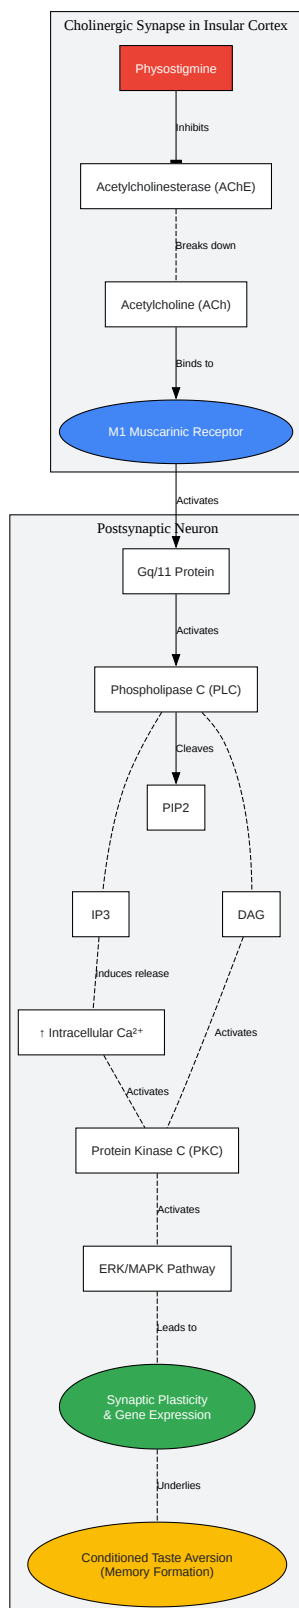 Cholinergic Synapse in Insular Cortex
Physostigmine
Inhibits
Acetylcholinesterase (AChE)
Breaks down
Acetylcholine (ACh)
Binds to
M1 Muscarinic Receptor
Activates
Postsynaptic Neuron
Gq/11 Protein
Activates
Phospholipase C (PLC)
Cleaves
PIP2
IP3
DAG
Induces release
↑ Intracellular Ca²⁺
Activates
Activates
Protein Kinase C (PKC)
Activates
ERK/MAPK Pathway
Leads to
Synaptic Plasticity
& Gene Expression
Underlies
Conditioned Taste Aversion
(Memory Formation)